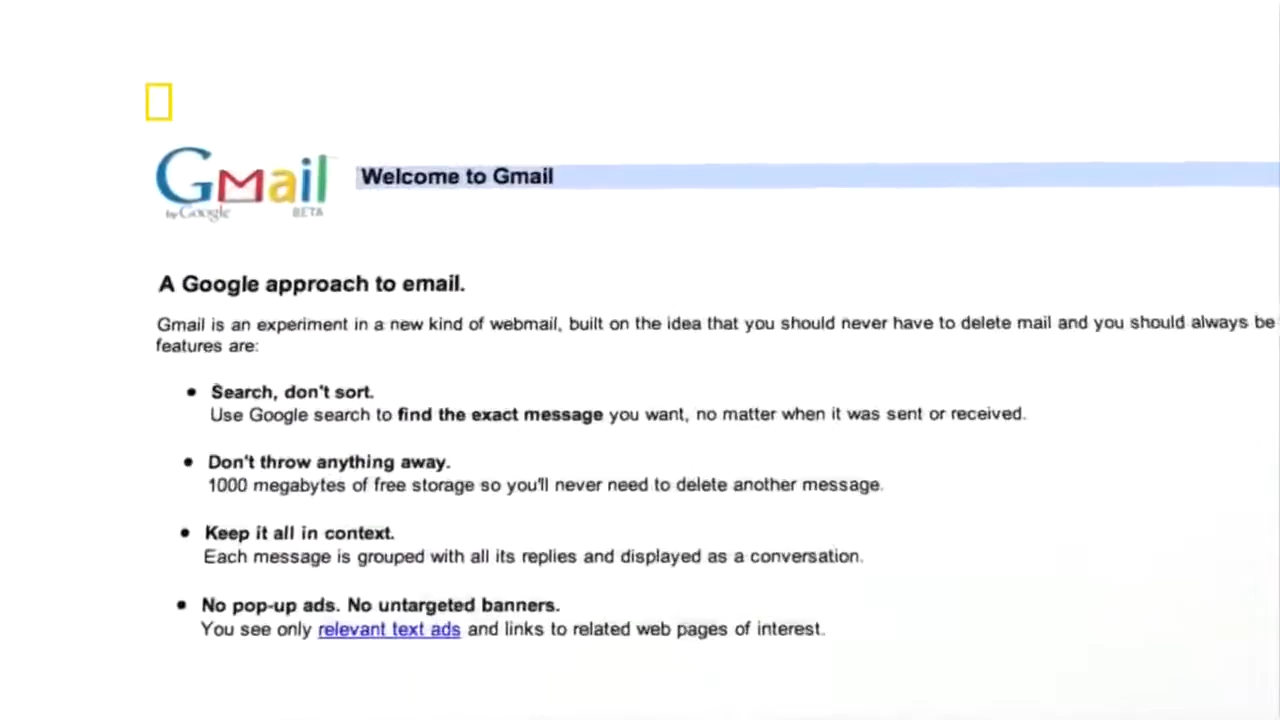 Gmail
by Google BETA
Welcome to Gmail
A Google approach to email.
Gmail is an experiment in a new kind of webmail, built on the idea that you should never have to delete mail and you should always be
features are:
• Search, don't sort.
Use Google search to find the exact message you want, no matter when it was sent or received.
• Don't throw anything away.
1000 megabytes of free storage so you'll never need to delete another message.
• Keep it all in context.
Each message is grouped with all its replies and displayed as a conversation.
• No pop-up ads. No untargeted banners.
You see only relevant text ads and links to related web pages of interest.